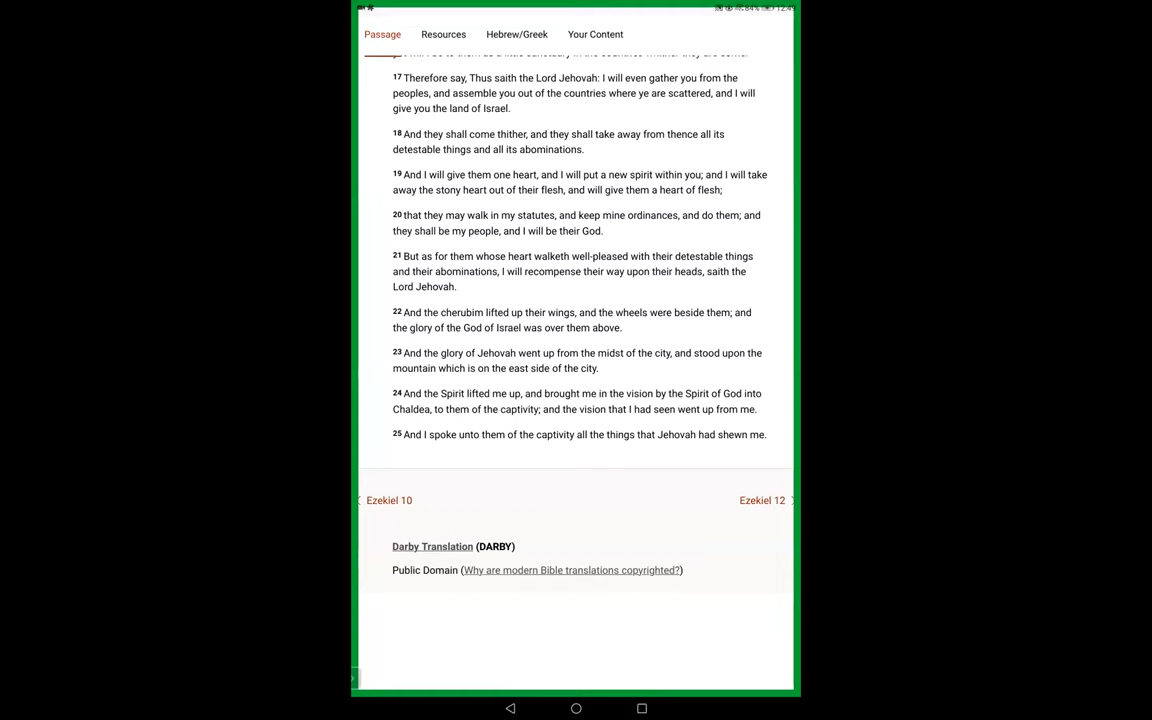 84% 12:49
Passage Resources Hebrew/Greek Your Content
17 Therefore say, Thus saith the Lord Jehovah: I will even gather you from the
peoples, and assemble you out of the countries where ye are scattered, and I will
give you the land of Israel.
18 And they shall come thither, and they shall take away from thence all its
detestable things and all its abominations.
19 And I will give them one heart, and I will put a new spirit within you; and I will take
away the stony heart out of their flesh, and will give them a heart of flesh;
20 that they may walk in my statutes, and keep mine ordinances, and do them; and
they shall be my people, and I will be their God.
21 But as for them whose heart walketh well-pleased with their detestable things
and their abominations, I will recompense their way upon their heads, saith the
Lord Jehovah.
22 And the cherubim lifted up their wings, and the wheels were beside them; and
the glory of the God of Israel was over them above.
23 And the glory of Jehovah went up from the midst of the city, and stood upon the
mountain which is on the east side of the city.
24 And the Spirit lifted me up, and brought me in the vision by the Spirit of God into
Chaldea, to them of the captivity; and the vision that I had seen went up from me.
25 And I spoke unto them of the captivity all the things that Jehovah had shewn me.
Ezekiel 10 Ezekiel 12
Darby Translation (DARBY)
Public Domain (Why are modern Bible translations copyrighted?)